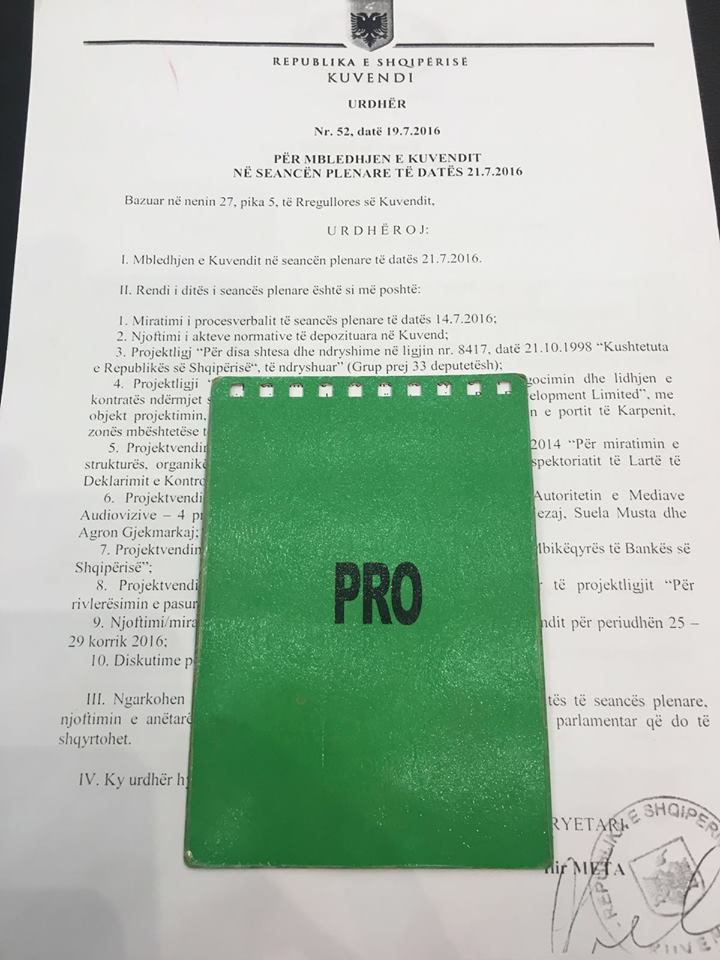 REPUBLIKA E SHQIPËRISË
KUVENDI
URDHËR
Nr. 52, datë 19.7.2016
PËR MBLEDHJEN E KUVENDIT
NË SEANCËN PLENARE TË DATËS 21.7.2016
Bazuar në nenin 27, pika 5, të Rregullores së Kuvendit,
URDHËROJ:
I. Mbledhjen e Kuvendit në seancën plenare të datës 21.7.2016.
II. Rendi i ditës i seancës plenare është si më poshtë:
1. Miratimi i procesverbalit të seancës plenare të datës 14.7.2016;
2. Njoftimi i akteve normative të depozituara në Kuvend;
3. Projektligj “Për disa shtesa dhe ndryshime në ligjin nr. 8417, datë 21.10.1998 “Kushtetuta
e Republikës së Shqipërisë“, të ndryshuar” (Grup prej 33 deputetësh);
4. Projektligji “ gocimin dhe lidhjen e
kontratës ndërmjet elopment Limited”, me
objekt projektimin, n e portit të Karpenit,
zonës mbështetëse
5. Projektvendi 2014 “Për miratimin e
strukturës, organik spektoriatit të Lartë të
Deklarimit e Kontro
6. Projektvendi Autoritetin e Mediave
Audiovizive – 4 p ezaj, Suela Musta dhe
Agron Gjekmarkaj;
7. Projektvendin Mbikëqyrës të Bankës së
Shqipërisë”;
8. Projektvendi r të projektligjit “Për
rivlerësimin e pasur
9. Njoftimi/mira ndit për periudhën 25 –
29 korrik 2016;
10. Diskutime p
III. Ngarkohen tës të seancës plenare,
njoftimin e anëtarë parlamentar që do të
shqyrtohet.
IV. Ky urdhër hy
RYETARI
lir META
PRO